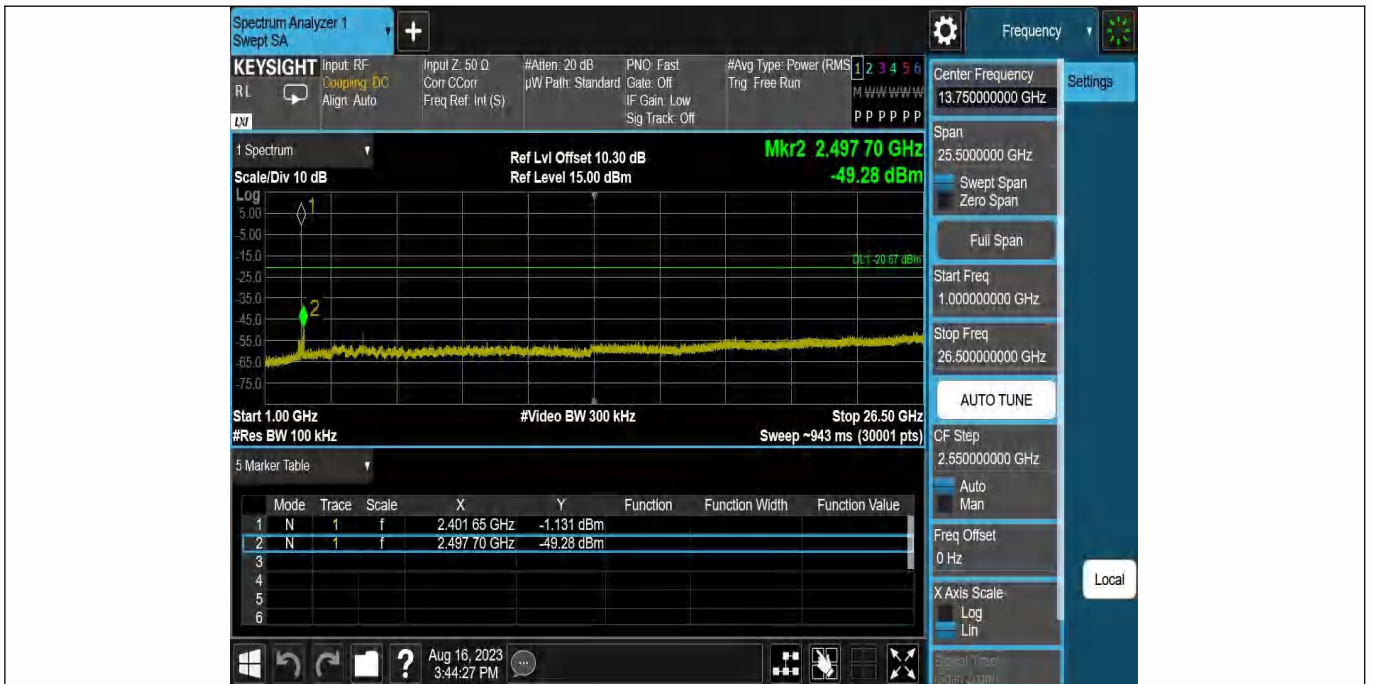 Spectrum Analyzer 1
Swept SA
+
Frequency
KEYSIGHT
RL
LXI
Input: RF
Coupling: DC
Align: Auto
Input Z: 50 Ω
Corr CCorr
Freq Ref: Int (S)
#Atten: 20 dB
µW Path: Standard
PNO: Fast
Gate: Off
IF Gain: Low
Sig Track: Off
#Avg Type: Power (RMS
Trig: Free Run
1 2 3 4 5 6
M W W W W W
P P P P P P
1 Spectrum
Scale/Div 10 dB
Ref Lvl Offset 10.30 dB
Ref Level 15.00 dBm
Mkr2 2.497 70 GHz
-49.28 dBm
Log
5.00
-5.00
-15.0
-25.0
-35.0
-45.0
-55.0
-65.0
-75.0
1
2
DL1 -20.67 dBm
Start 1.00 GHz
#Res BW 100 kHz
#Video BW 300 kHz
Stop 26.50 GHz
Sweep ~943 ms (30001 pts)
5 Marker Table
Mode Trace Scale X Y Function Function Width Function Value
1 N 1 f 2.401 65 GHz -1.131 dBm
2 N 1 f 2.497 70 GHz -49.28 dBm
3
4
5
6
Aug 16, 2023
3:44:27 PM
?
Center Frequency
13.750000000 GHz
Settings
Span
25.5000000 GHz
Swept Span
Zero Span
Full Span
Start Freq
1.000000000 GHz
Stop Freq
26.500000000 GHz
AUTO TUNE
CF Step
2.550000000 GHz
Auto
Man
Freq Offset
0 Hz
Local
X Axis Scale
Log
Lin
Signal Track
(Span Zoom)